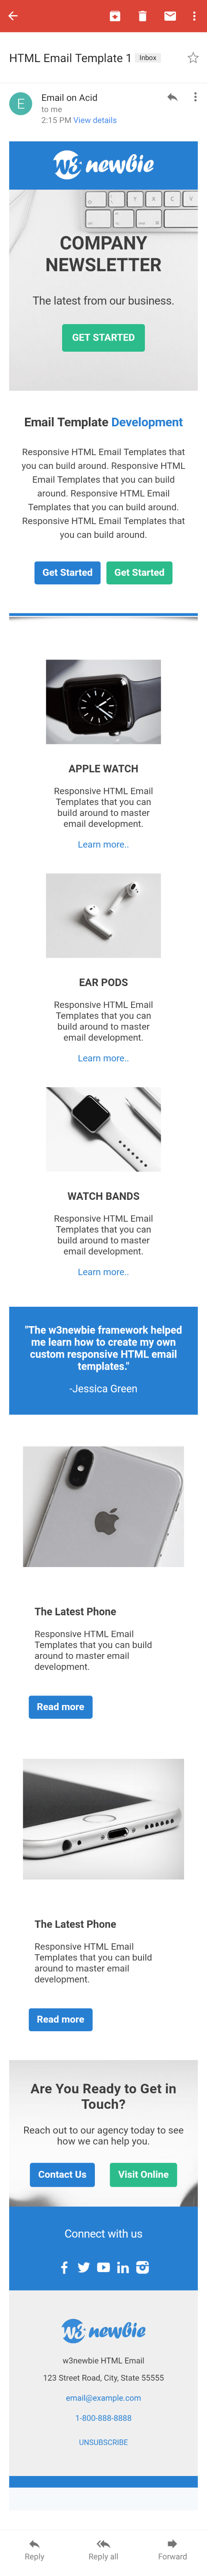 HTML Email Template 1 Inbox
E
Email on Acid
to me
2:15 PM View details
w3 newbie
COMPANY
NEWSLETTER
The latest from our business.
GET STARTED
Email Template Development
Responsive HTML Email Templates that
you can build around. Responsive HTML
Email Templates that you can build
around. Responsive HTML Email
Templates that you can build around.
Responsive HTML Email Templates that
you can build around.
Get Started
Get Started
APPLE WATCH
Responsive HTML Email
Templates that you can
build around to master
email development.
Learn more..
EAR PODS
Responsive HTML Email
Templates that you can
build around to master
email development.
Learn more..
WATCH BANDS
Responsive HTML Email
Templates that you can
build around to master
email development.
Learn more..
"The w3newbie framework helped
me learn how to create my own
custom responsive HTML email
templates."
-Jessica Green
The Latest Phone
Responsive HTML Email
Templates that you can build
around to master email
development.
Read more
The Latest Phone
Responsive HTML Email
Templates that you can build
around to master email
development.
Read more
Are You Ready to Get in
Touch?
Reach out to our agency today to see
how we can help you.
Contact Us
Visit Online
Connect with us
w3 newbie
w3newbie HTML Email
123 Street Road, City, State 55555
email@example.com
1-800-888-8888
UNSUBSCRIBE
Reply
Reply all
Forward